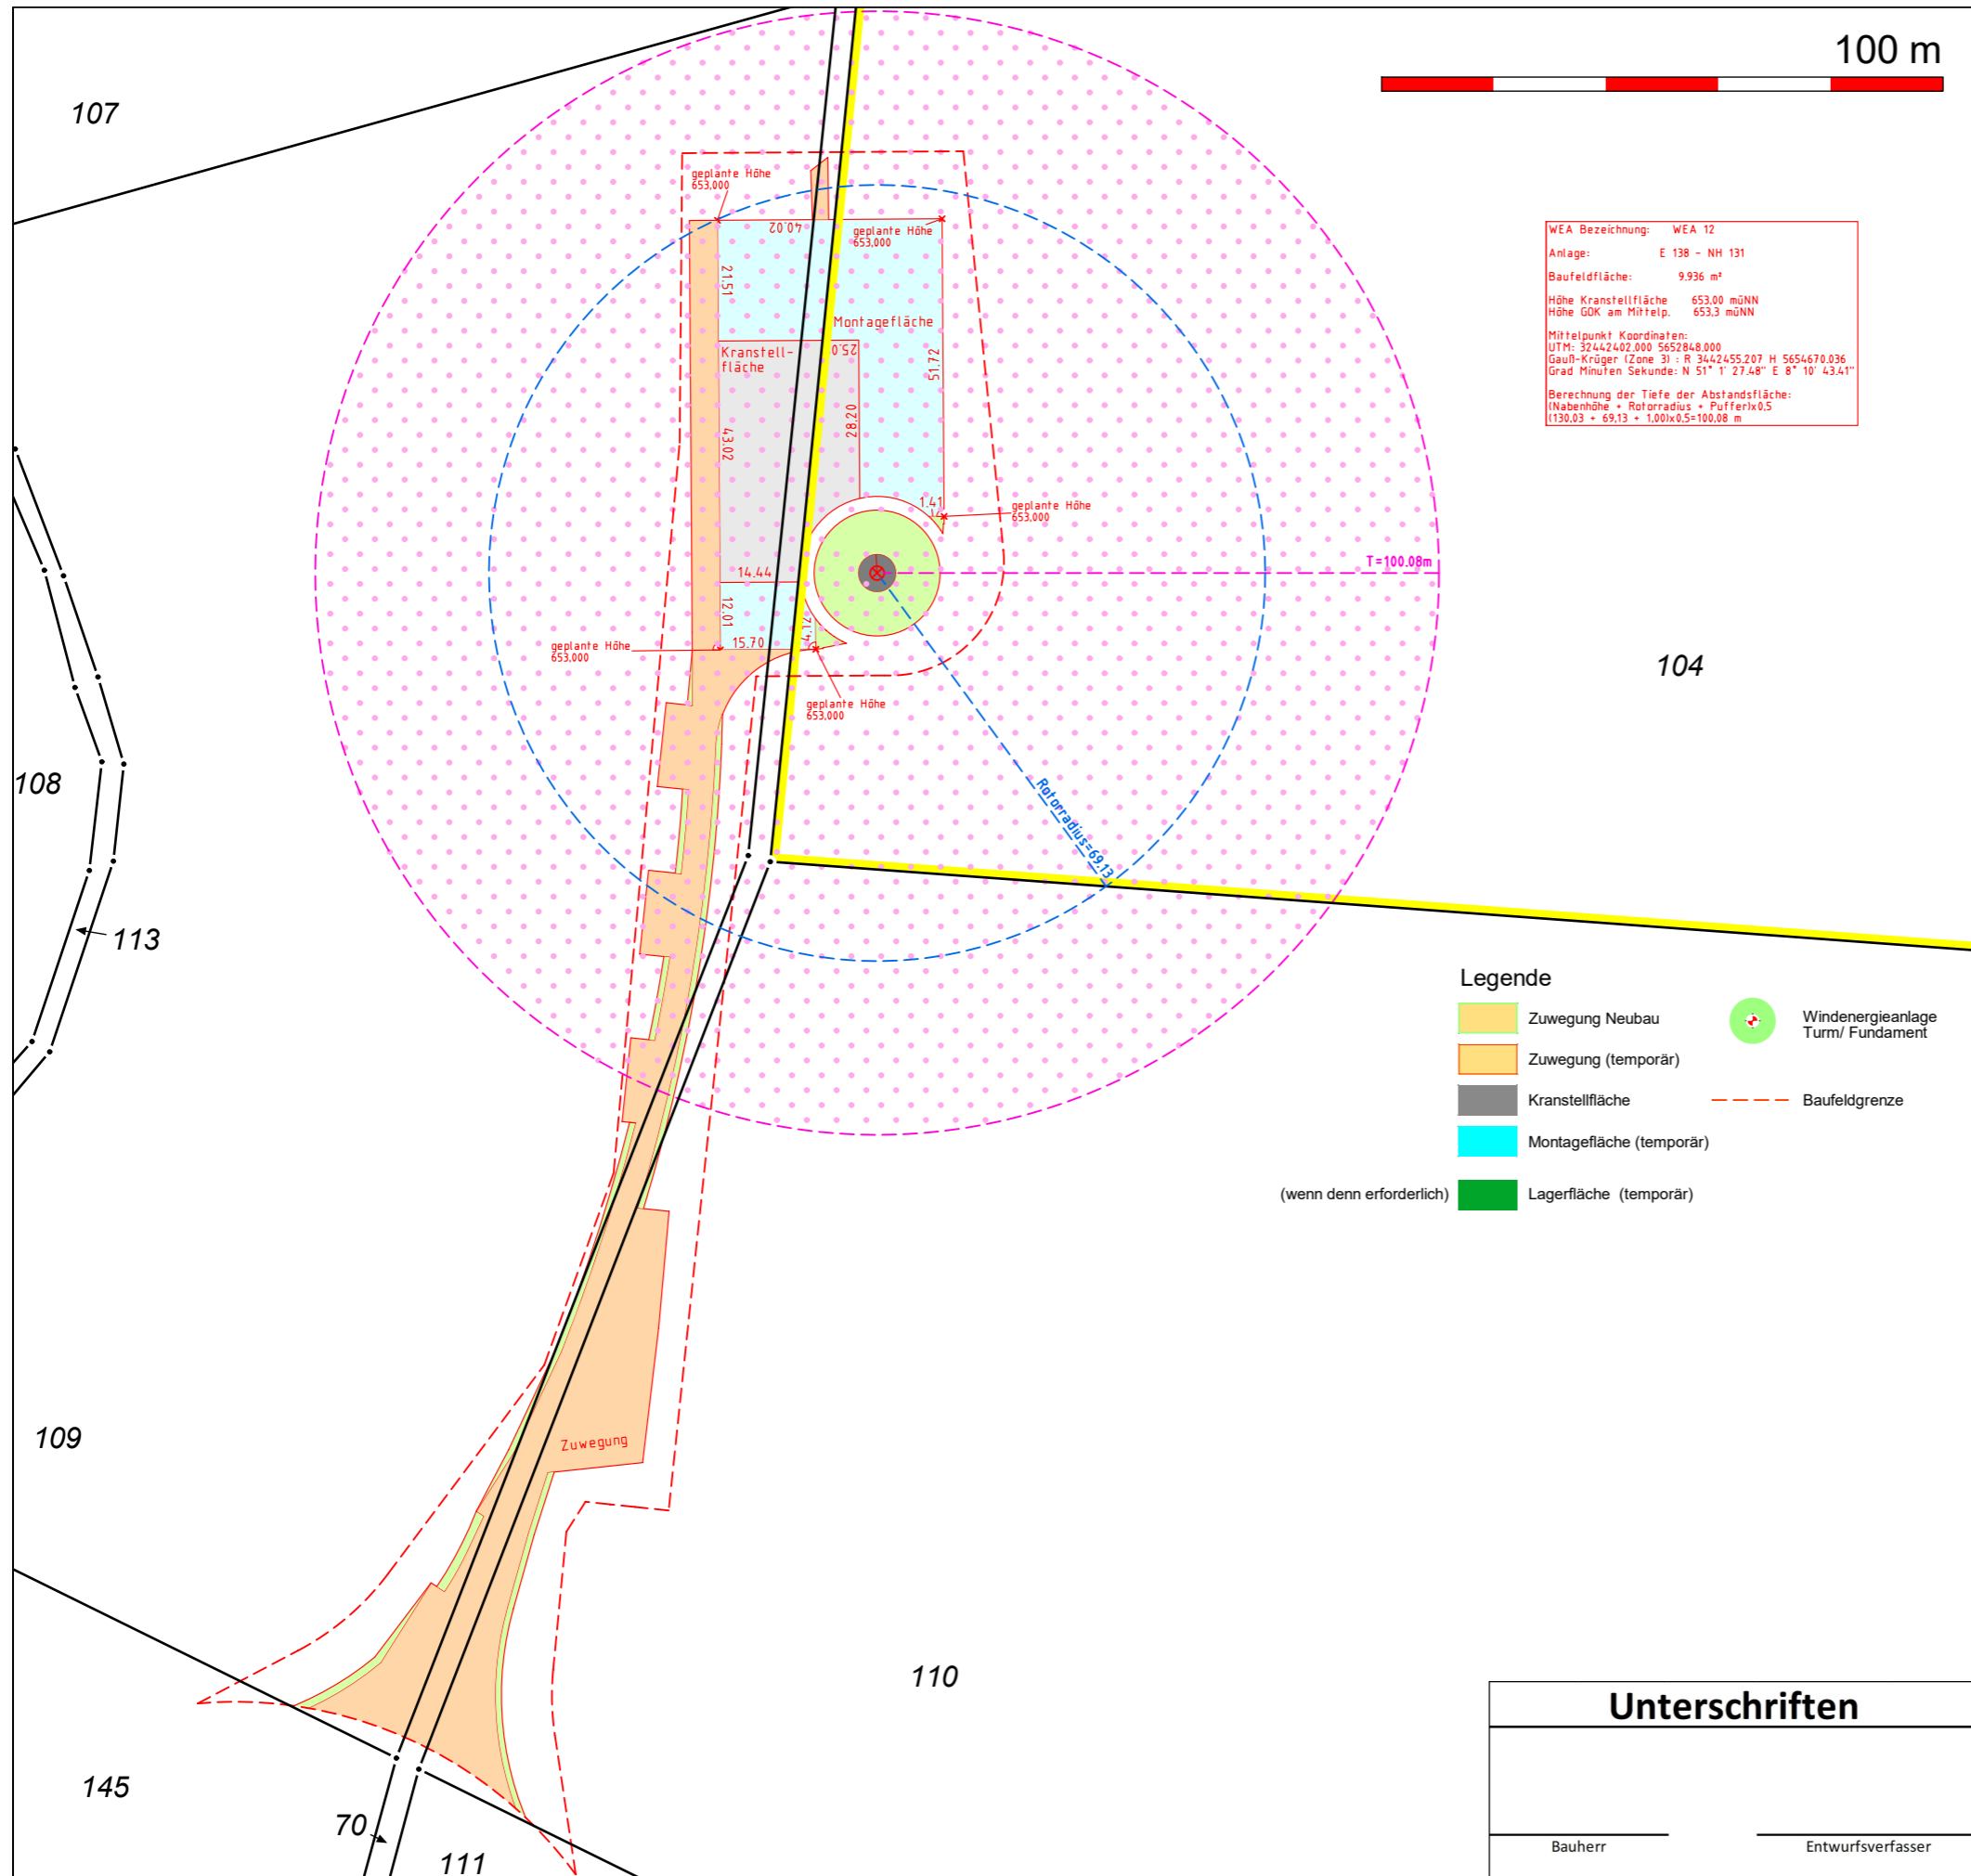 100 m
107
geplante Höhe
653,000
40.02
geplante Höhe
653,000
WEA Bezeichnung: WEA 12
Anlage: E 138 - NH 131
Baufeldfläche: 9.936 m²
Höhe Kranstellfläche 653,00 müNN
Höhe GOK am Mittelp. 653,3 müNN
Mittelpunkt Koordinaten:
UTM: 32442402,000 5652848,000
Gauß-Krüger (Zone 3) : R 3442455,207 H 5654670,036
Grad Minuten Sekunde: N 51° 1' 27.48" E 8° 10' 43.41"
Berechnung der Tiefe der Abstandsfläche:
(Nabenhöhe + Rotorradius + Puffer)x0,5
(130,03 + 69,13 + 1,00)x0,5=100,08 m
21.51
Montagefläche
Kranstell-
fläche
51.72
28.20
43.02
1.41
geplante Höhe
653,000
T=100.08m
14.44
12.01
4.12
15.70
geplante Höhe
653,000
geplante Höhe
653,000
104
108
Rotorradius=69,13
113
Legende
Zuwegung Neubau
Windenergieanlage
Turm/ Fundament
Zuwegung (temporär)
Kranstellfläche
Baufeldgrenze
Montagefläche (temporär)
(wenn denn erforderlich) Lagerfläche (temporär)
109
Zuwegung
110
Unterschriften
145
70
111
Bauherr
Entwurfsverfasser